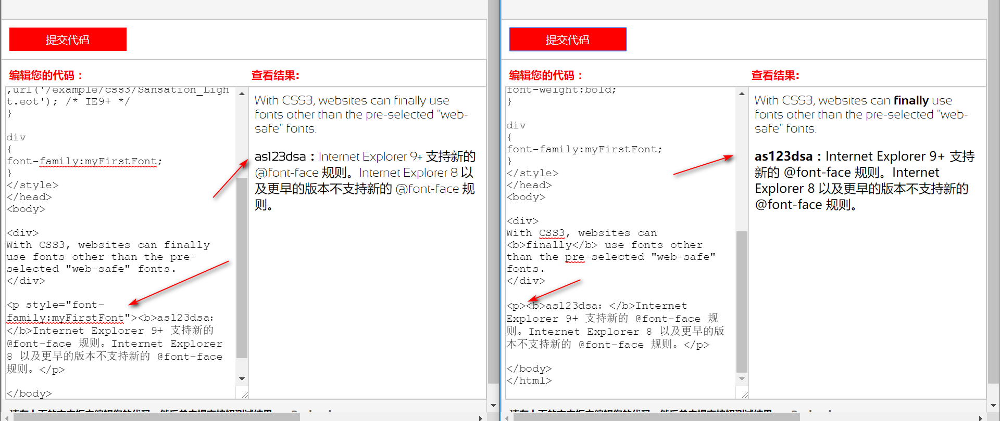 提交代码
编辑您的代码：
查看结果:
,url('/example/css3/Sansation_Ligh
t.eot'); /* IE9+ */
}
div
{
font-family:myFirstFont;
}
</style>
</head>
<body>
<div>
With CSS3, websites can finally
use fonts other than the pre-
selected "web-safe" fonts.
</div>
<p style="font-
family:myFirstFont"><b>as123dsa：
</b>Internet Explorer 9+ 支持新的
@font-face 规则。Internet Explorer
8 以及更早的版本不支持新的 @font-face
规则。</p>
</body>
With CSS3, websites can finally use
fonts other than the pre-selected "web-
safe" fonts.
as123dsa：Internet Explorer 9+ 支持新的
@font-face 规则。Internet Explorer 8 以
及更早的版本不支持新的 @font-face 规
则。
提交代码
编辑您的代码：
查看结果:
font-weight:bold;
}
div
{
font-family:myFirstFont;
}
</style>
</head>
<body>
<div>
With CSS3, websites can
<b>finally</b> use fonts other
than the pre-selected "web-safe"
fonts.
</div>
<p><b>as123dsa：</b>Internet
Explorer 9+ 支持新的 @font-face 规
则。Internet Explorer 8 以及更早的版
本不支持新的 @font-face 规则。</p>
</body>
</html>
With CSS3, websites can finally use
fonts other than the pre-selected "web-
safe" fonts.
as123dsa：Internet Explorer 9+ 支持
新的 @font-face 规则。Internet
Explorer 8 以及更早的版本不支持新的
@font-face 规则。